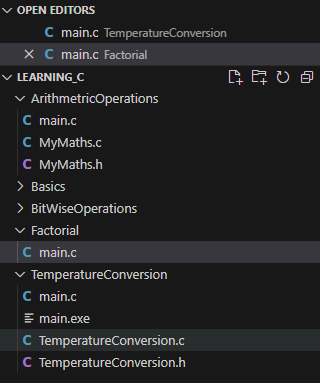 OPEN EDITORS
C main.c TemperatureConversion
C main.c Factorial
LEARNING_C
ArithmetricOperations
C main.c
C MyMaths.c
C MyMaths.h
Basics
BitWiseOperations
Factorial
C main.c
TemperatureConversion
C main.c
main.exe
C TemperatureConversion.c
C TemperatureConversion.h